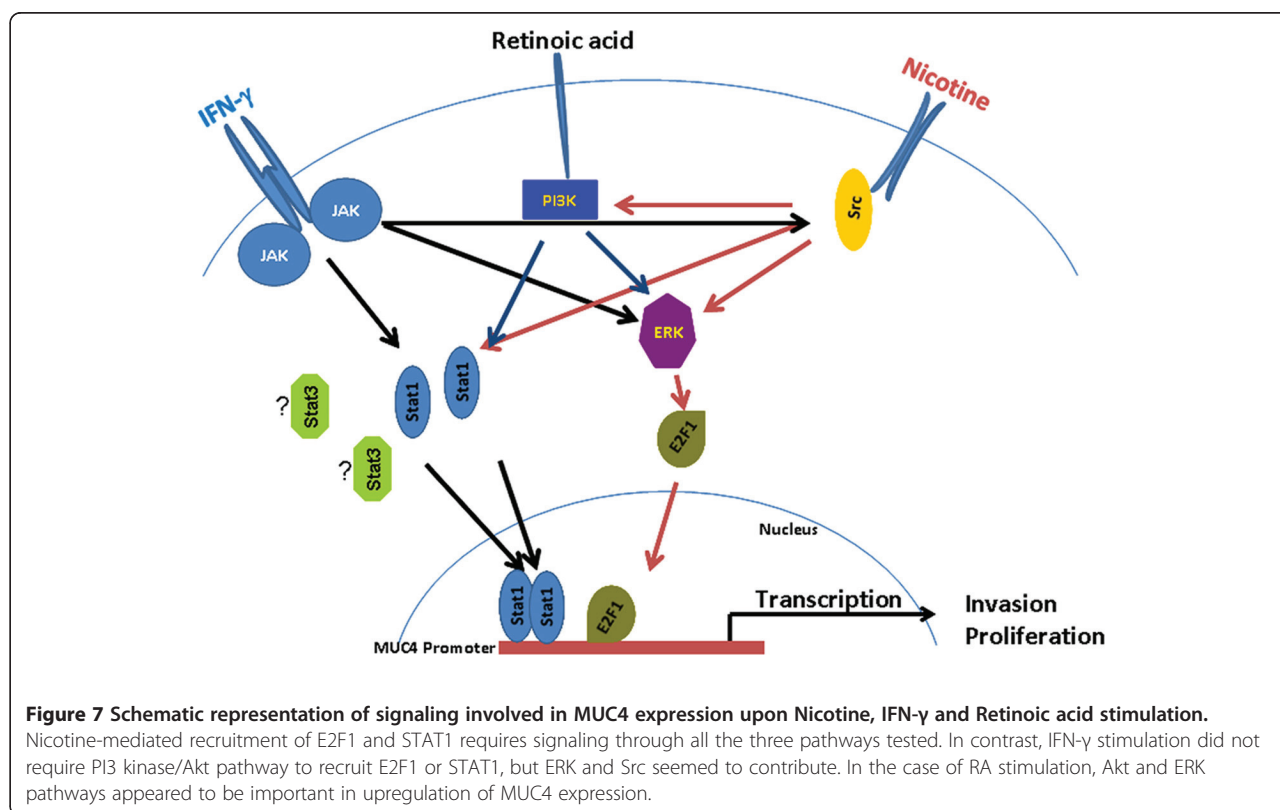 Retinoic acid
IFN-γ
Nicotine
JAK
JAK
PI3K
Src
ERK
Stat1
Stat1
? Stat3
? Stat3
E2F1
Nucleus
Stat1
Stat1
E2F1
Transcription
Invasion
Proliferation
MUC4 Promoter
Figure 7 Schematic representation of signaling involved in MUC4 expression upon Nicotine, IFN-γ and Retinoic acid stimulation.
Nicotine-mediated recruitment of E2F1 and STAT1 requires signaling through all the three pathways tested. In contrast, IFN-γ stimulation did not
require PI3 kinase/Akt pathway to recruit E2F1 or STAT1, but ERK and Src seemed to contribute. In the case of RA stimulation, Akt and ERK
pathways appeared to be important in upregulation of MUC4 expression.